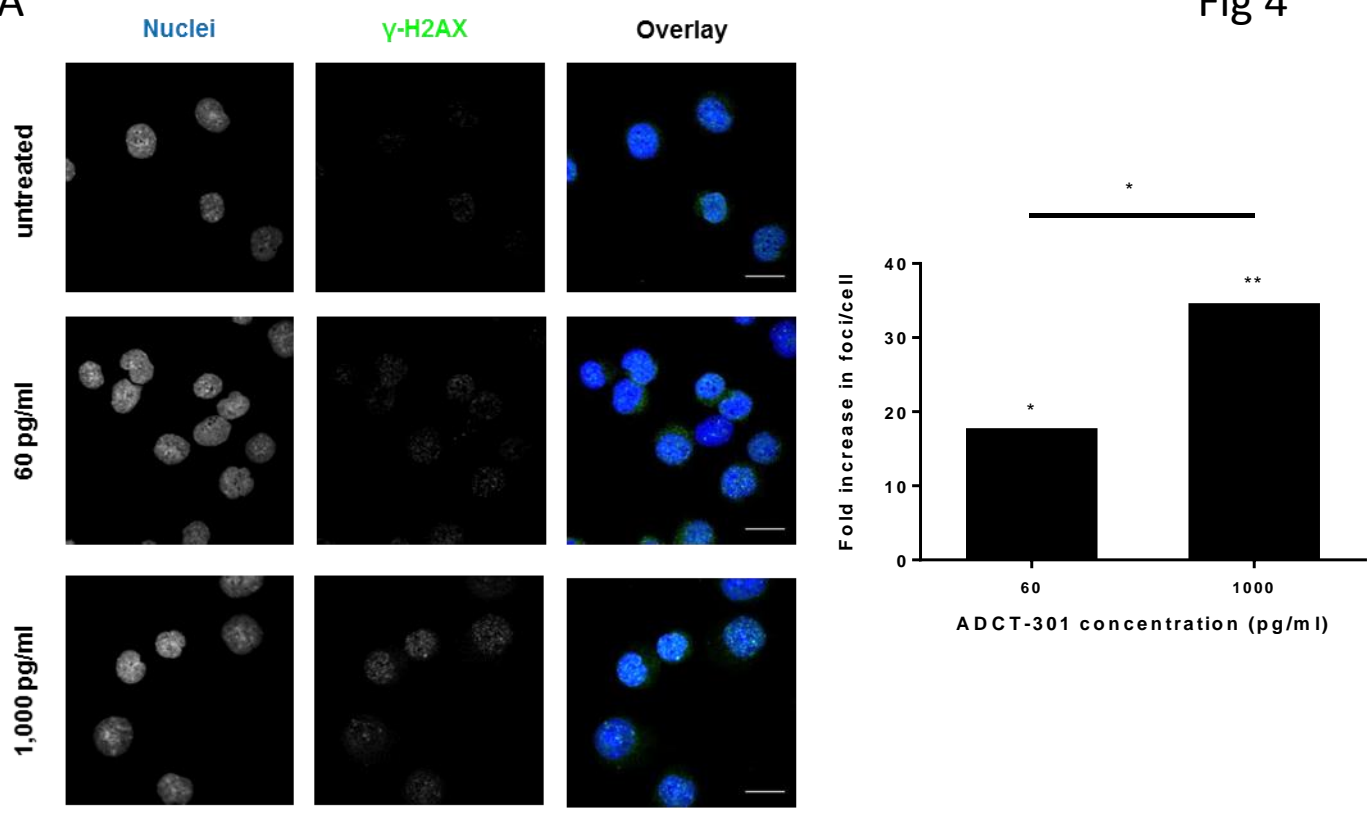 A
Fig 4
Nuclei
γ-H2AX
Overlay
untreated
60 pg/ml
1,000 pg/ml
*
40
**
30
20
*
10
0
60
1000
Fold increase in foci/cell
ADCT-301 concentration (pg/ml)